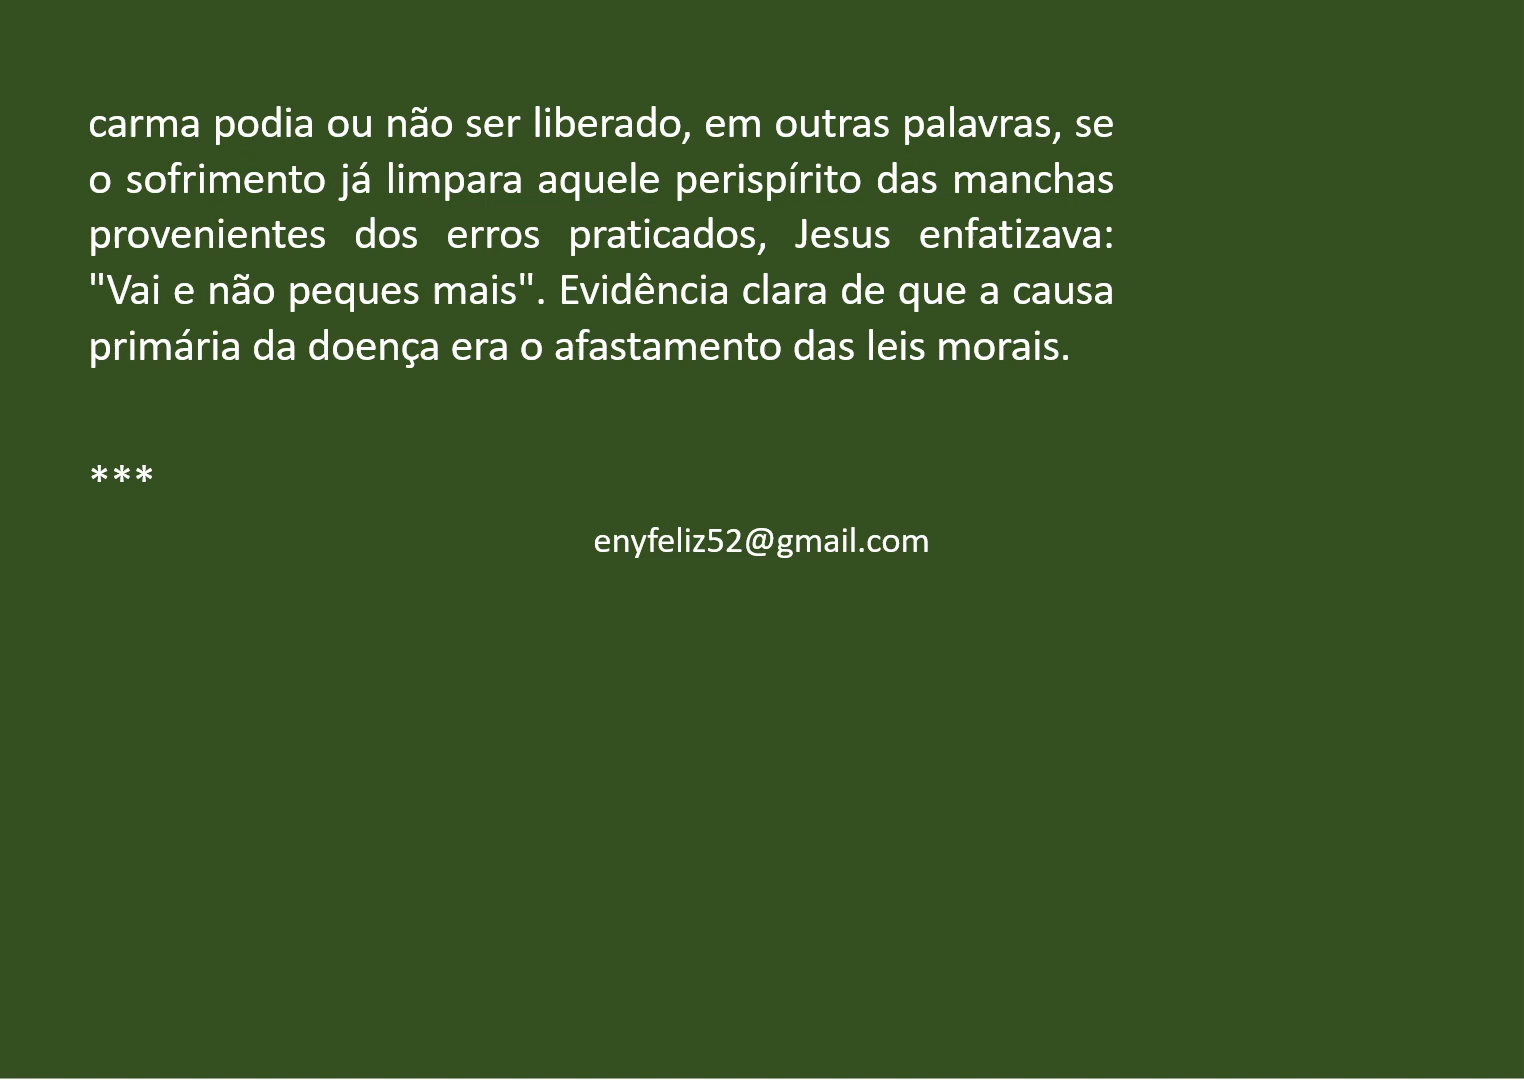 carma podia ou não ser liberado, em outras palavras, se
o sofrimento já limpara aquele perispírito das manchas
provenientes dos erros praticados, Jesus enfatizava:
"Vai e não peques mais". Evidência clara de que a causa
primária da doença era o afastamento das leis morais.
***
enyfeliz52@gmail.com